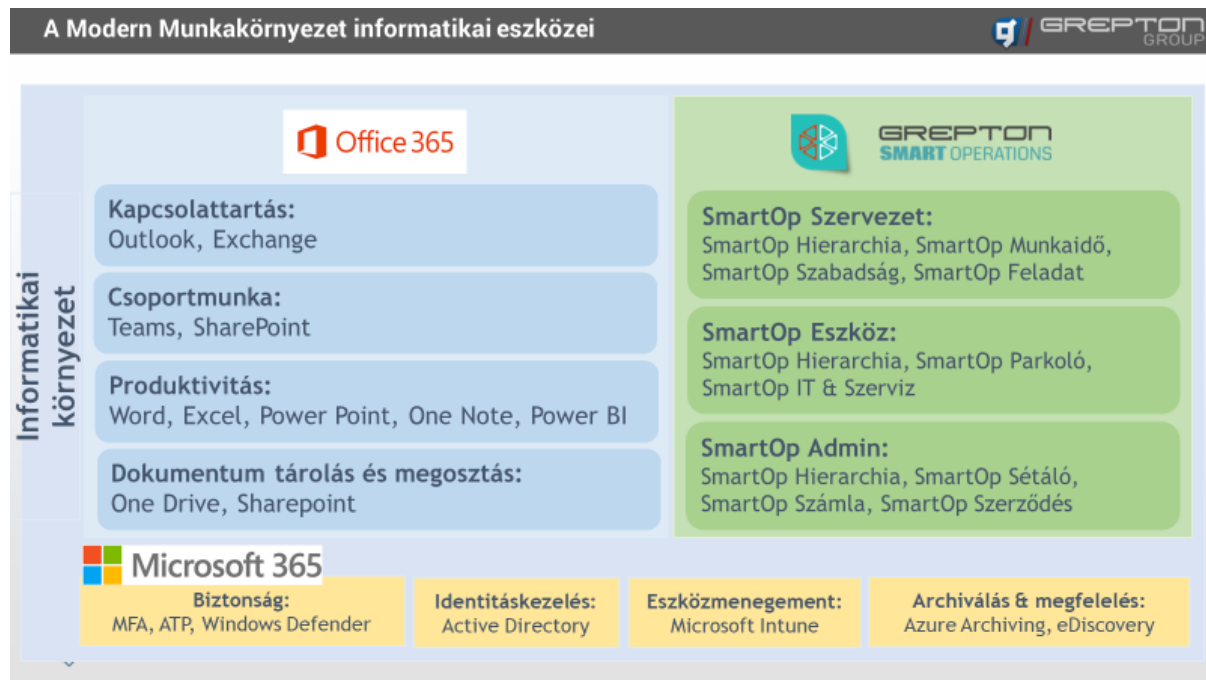 A Modern Munkakörnyezet informatikai eszközei
GREPTON
GROUP
Informatikai
környezet
Office 365
Kapcsolattartás:
Outlook, Exchange
Csoportmunka:
Teams, SharePoint
Produktivitás:
Word, Excel, Power Point, One Note, Power BI
Dokumentum tárolás és megosztás:
One Drive, Sharepoint
GREPTON
SMART OPERATIONS
SmartOp Szervezet:
SmartOp Hierarchia, SmartOp Munkaidő,
SmartOp Szabadság, SmartOp Feladat
SmartOp Eszköz:
SmartOp Hierarchia, SmartOp Parkoló,
SmartOp IT & Szerviz
SmartOp Admin:
SmartOp Hierarchia, SmartOp Sétáló,
SmartOp Számla, SmartOp Szerződés
Microsoft 365
Biztonság:
MFA, ATP, Windows Defender
Identitáskezelés:
Active Directory
Eszközmenegement:
Microsoft Intune
Archiválás & megfelelés:
Azure Archiving, eDiscovery